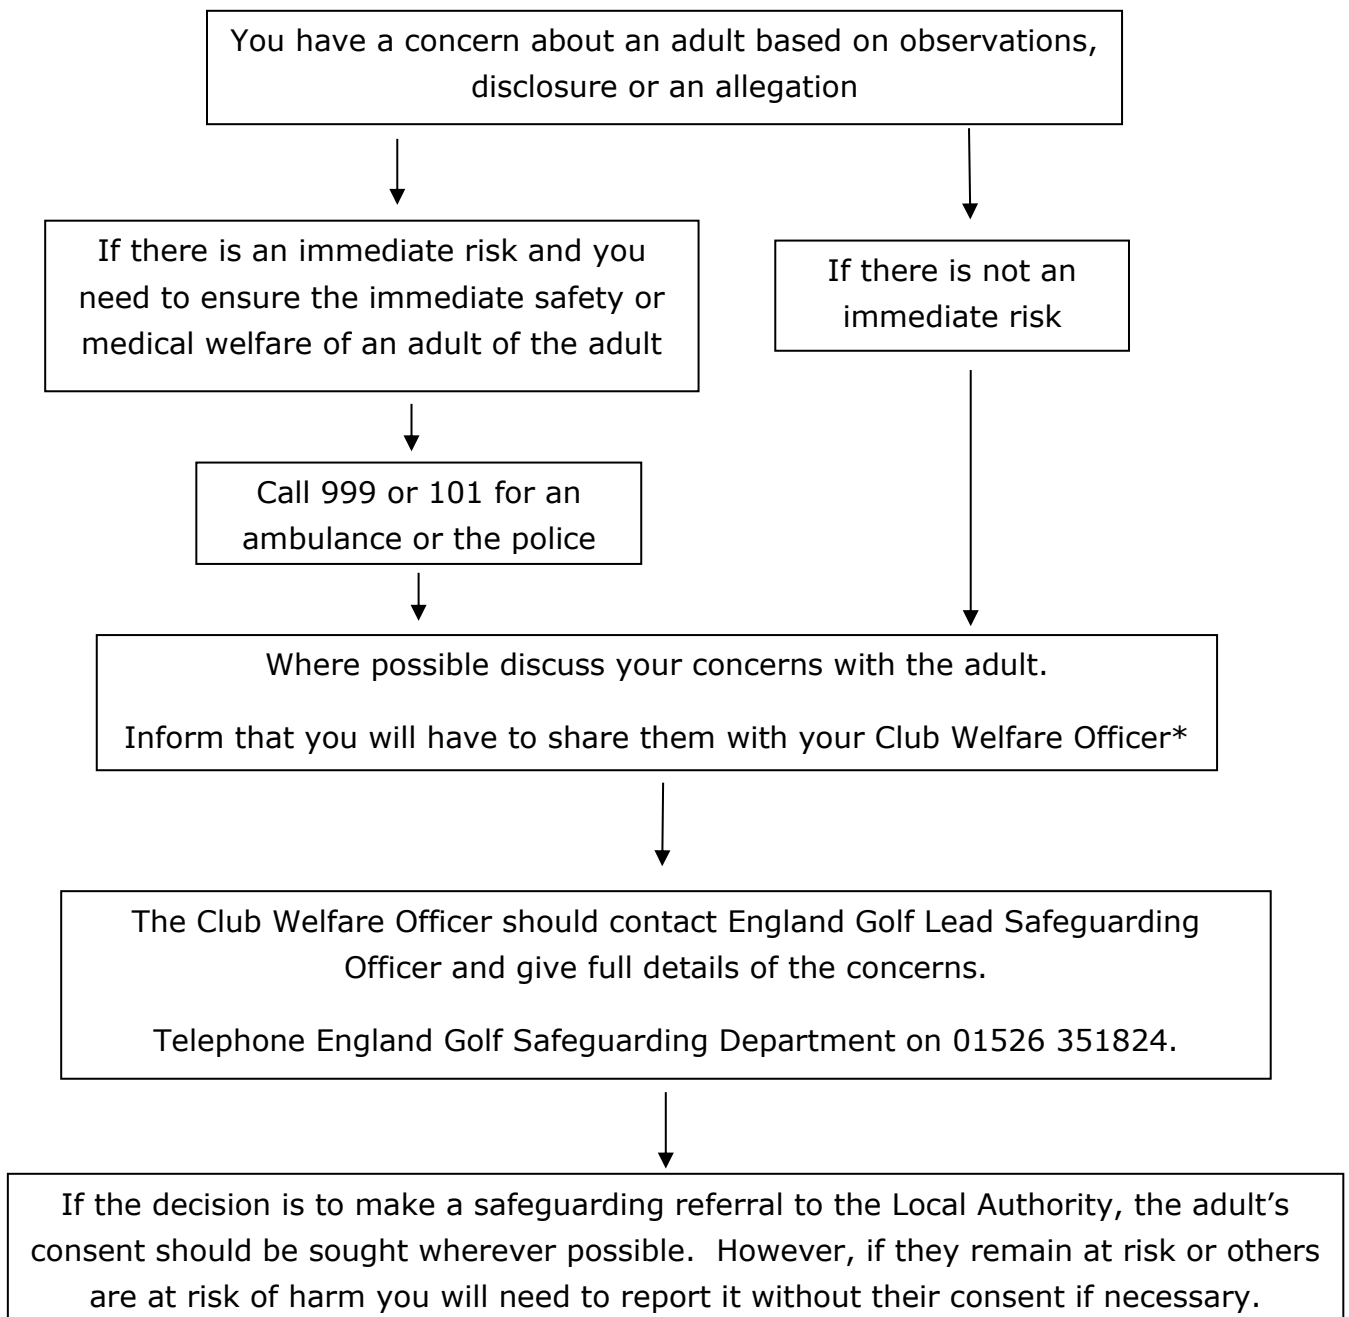 You have a concern about an adult based on observations,
disclosure or an allegation
If there is an immediate risk and you
need to ensure the immediate safety or
medical welfare of an adult of the adult
If there is not an
immediate risk
Call 999 or 101 for an
ambulance or the police
Where possible discuss your concerns with the adult.
Inform that you will have to share them with your Club Welfare Officer*
The Club Welfare Officer should contact England Golf Lead Safeguarding
Officer and give full details of the concerns.
Telephone England Golf Safeguarding Department on 01526 351824.
If the decision is to make a safeguarding referral to the Local Authority, the adult’s
consent should be sought wherever possible.  However, if they remain at risk or others
are at risk of harm you will need to report it without their consent if necessary.